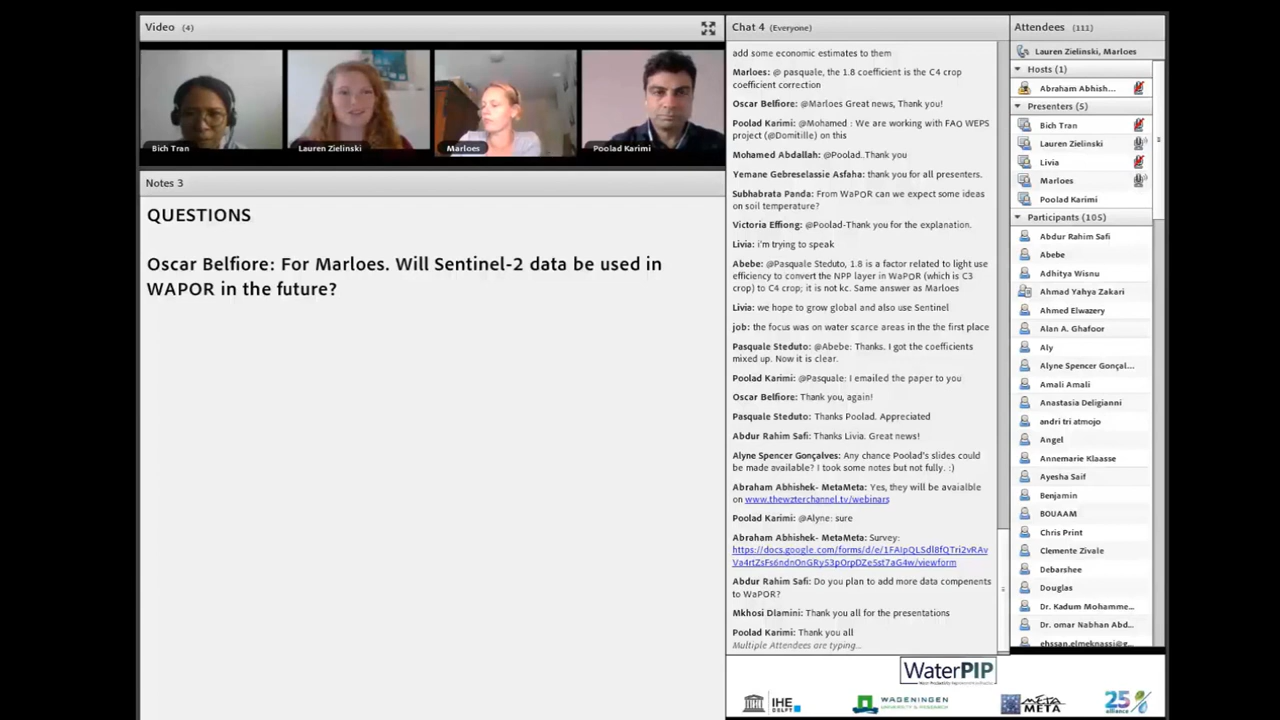 Video (4)
Bich Tran
Lauren Zielinski
Marloes
Poolad Karimi
Notes 3
QUESTIONS
Oscar Belfiore: For Marloes. Will Sentinel-2 data be used in
WAPOR in the future?
Chat 4 (Everyone)
add some economic estimates to them
Marloes: @ pasquale, the 1.8 coefficient is the C4 crop
coefficient correction
Oscar Belfiore: @Marloes Great news, Thank you!
Poolad Karimi: @Mohamed : We are working with FAO WEPS
project (@Domitille) on this
Mohamed Abdallah: @Poolad..Thank you
Yemane Gebreselassie Asfaha: thank you for all presenters.
Subhabrata Panda: From WaPOR can we expect some ideas
on soil temperature?
Victoria Effiong: @Poolad-Thank you for the explanation.
Livia: i'm trying to speak
Abebe: @Pasquale Steduto, 1.8 is a factor related to light use
efficiency to convert the NPP layer in WaPOR (which is C3
crop) to C4 crop; it is not kc. Same answer as Marloes
Livia: we hope to grow global and also use Sentinel
job: the focus was on water scarce areas in the the first place
Pasquale Steduto: @Abebe: Thanks. I got the coefficients
mixed up. Now it is clear.
Poolad Karimi: @Pasquale: I emailed the paper to you
Oscar Belfiore: Thank you, again!
Pasquale Steduto: Thanks Poolad. Appreciated
Abdur Rahim Safi: Thanks Livia. Great news!
Alyne Spencer Gonçalves: Any chance Poolad's slides could
be made available? I took some notes but not fully. :)
Abraham Abhishek- MetaMeta: Yes, they will be avaialble
on www.thewzterchannel.tv/webinars
Poolad Karimi: @Alyne: sure
Abraham Abhishek- MetaMeta: Survey:
Abdur Rahim Safi: Do you plan to add more data compenents
to WaPOR?
Mkhosi Dlamini: Thank you all for the presentations
Poolad Karimi: Thank you all
Multiple Attendees are typing...
Attendees (111)
Lauren Zielinski, Marloes
Hosts (1)
Abraham Abhish...
Presenters (5)
Bich Tran
Lauren Zielinski
Livia
Marloes
Poolad Karimi
Participants (105)
Abdur Rahim Safi
Abebe
Adhitya Wisnu
Ahmad Yahya Zakari
Ahmed Elwazery
Alan A. Ghafoor
Aly
Alyne Spencer Gonçal...
Amali Amali
Anastasia Deligianni
andri tri atmojo
Angel
Annemarie Klaasse
Ayesha Saif
Benjamin
BOUAAM
Chris Print
Clemente Zivale
Debarshee
Douglas
Dr. Kadum Mohamme...
Dr. omar Nabhan Abd...
ehssan.elmeknassi@g...
WaterPIP
IHE
DELFT
WAGENINGEN
META
META
25
alliance